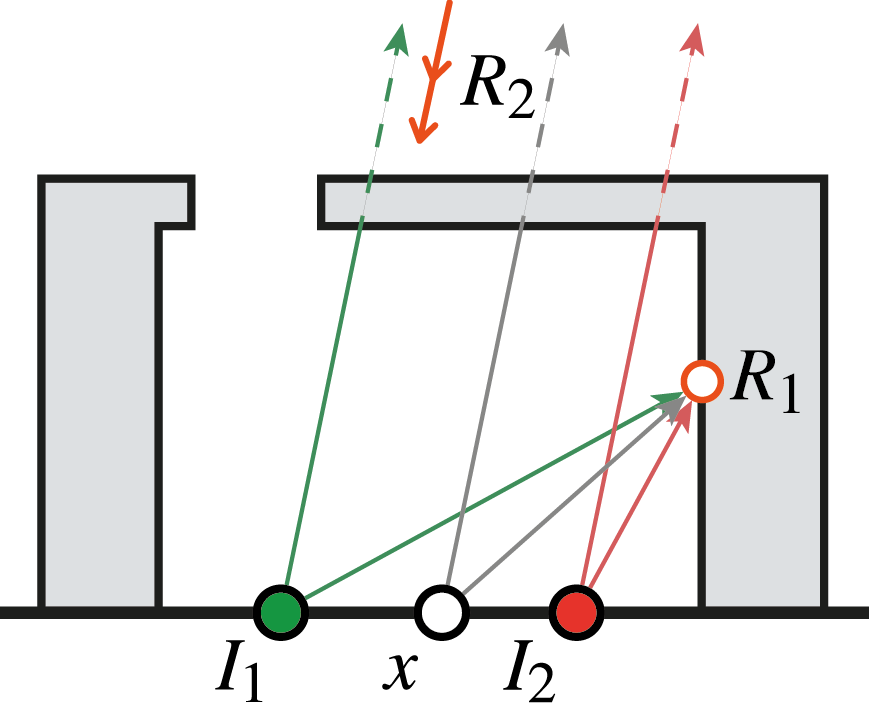 R₂
R₁
I₁ x I₂